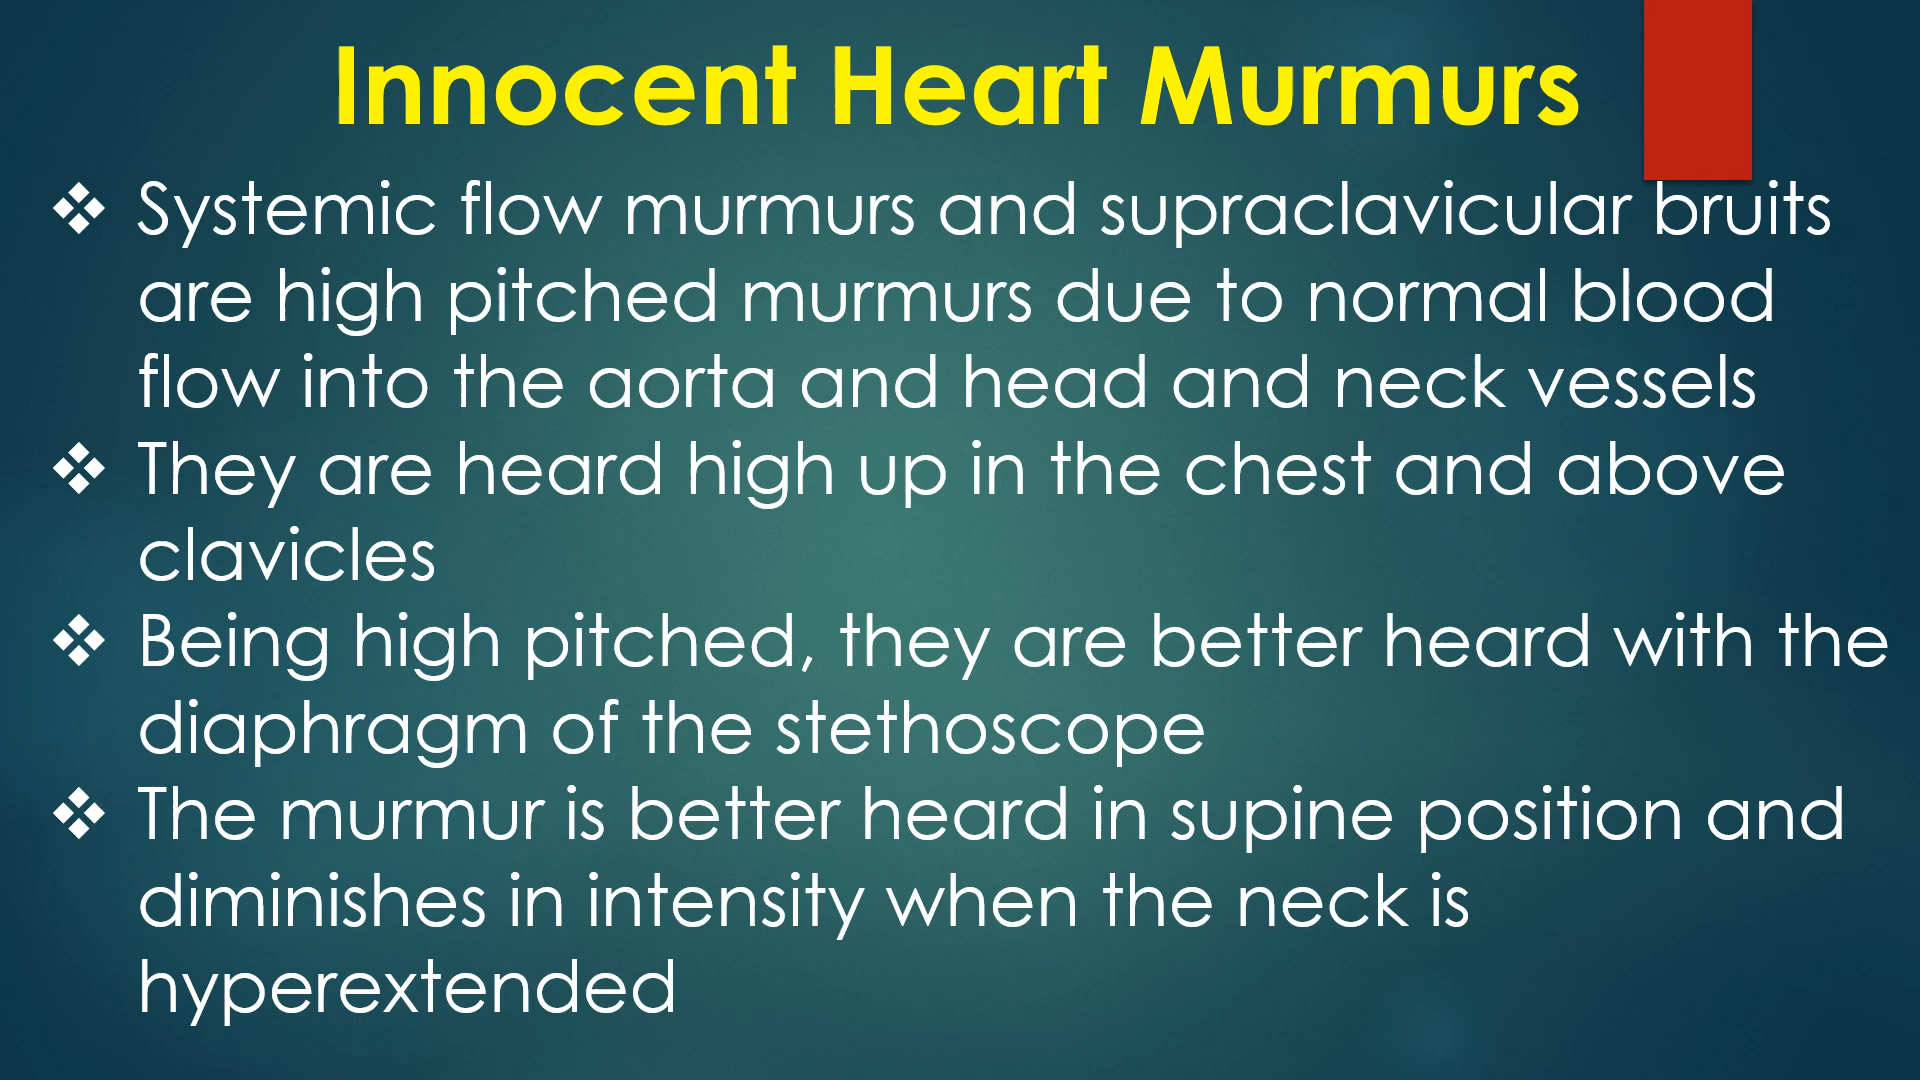 Innocent Heart Murmurs
❖ Systemic flow murmurs and supraclavicular bruits
are high pitched murmurs due to normal blood
flow into the aorta and head and neck vessels
❖ They are heard high up in the chest and above
clavicles
❖ Being high pitched, they are better heard with the
diaphragm of the stethoscope
❖ The murmur is better heard in supine position and
diminishes in intensity when the neck is
hyperextended